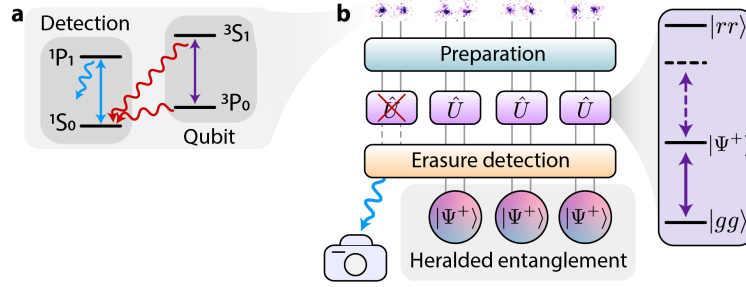 a
Detection
¹P₁
¹S₀
³S₁
³P₀
Qubit
b
Preparation
Û
Û
Û
Û
Erasure detection
|Ψ⁺⟩
|Ψ⁺⟩
|Ψ⁺⟩
Heralded entanglement
|rr⟩
|Ψ⁺⟩
|gg⟩